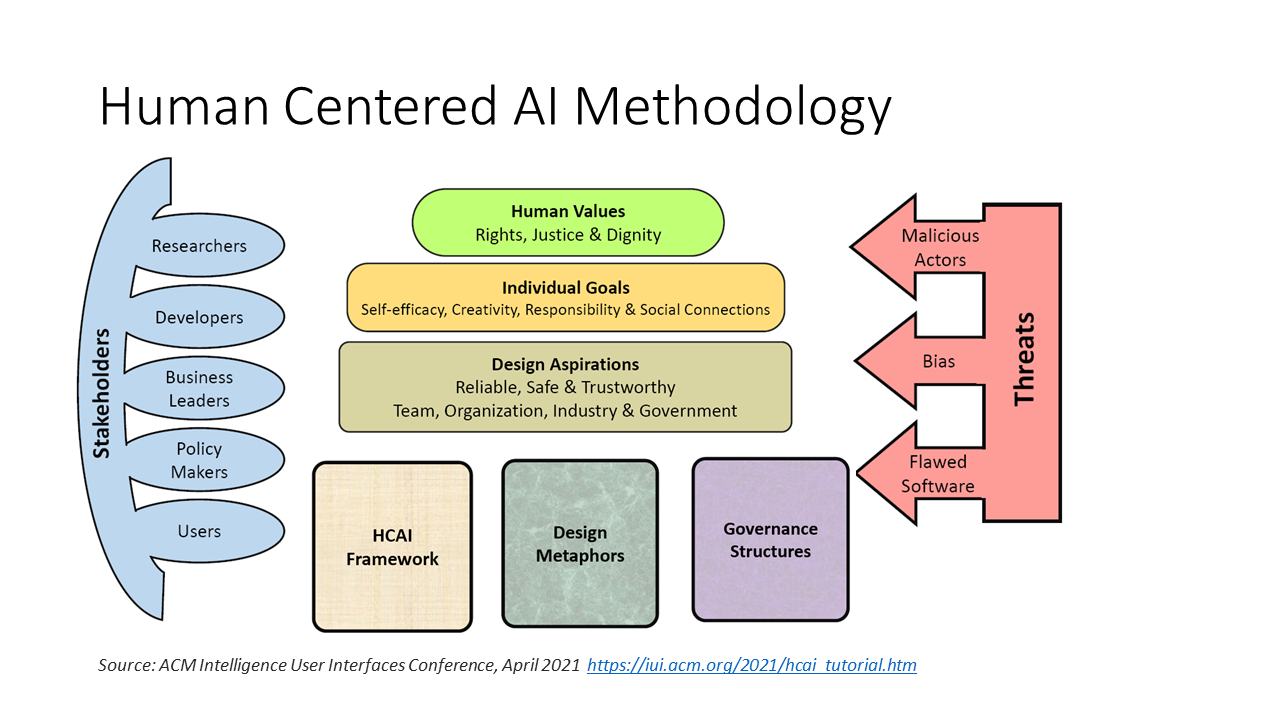 Human Centered AI Methodology
Stakeholders
Researchers
Developers
Business
Leaders
Policy
Makers
Users
Human Values
Rights, Justice & Dignity
Individual Goals
Self-efficacy, Creativity, Responsibility & Social Connections
Design Aspirations
Reliable, Safe & Trustworthy
Team, Organization, Industry & Government
HCAI
Framework
Design
Metaphors
Governance
Structures
Malicious
Actors
Bias
Flawed
Software
Threats
Source: ACM Intelligence User Interfaces Conference, April 2021 https://iui.acm.org/2021/hcai_tutorial.htm